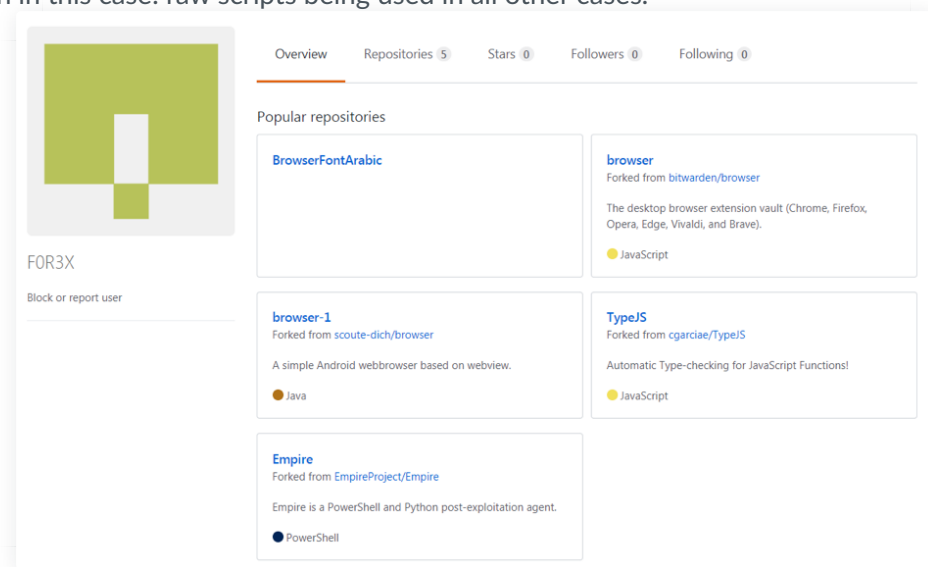 n in this case: raw scripts being used in all other cases.
Overview Repositories 5 Stars 0 Followers 0 Following 0
Popular repositories
BrowserFontArabic
browser
Forked from bitwarden/browser
The desktop browser extension vault (Chrome, Firefox,
Opera, Edge, Vivaldi, and Brave).
JavaScript
F0R3X
Block or report user
browser-1
Forked from scoute-dich/browser
A simple Android webbrowser based on webview.
Java
TypeJS
Forked from cgarciae/TypeJS
Automatic Type-checking for JavaScript Functions!
JavaScript
Empire
Forked from EmpireProject/Empire
Empire is a PowerShell and Python post-exploitation agent.
PowerShell